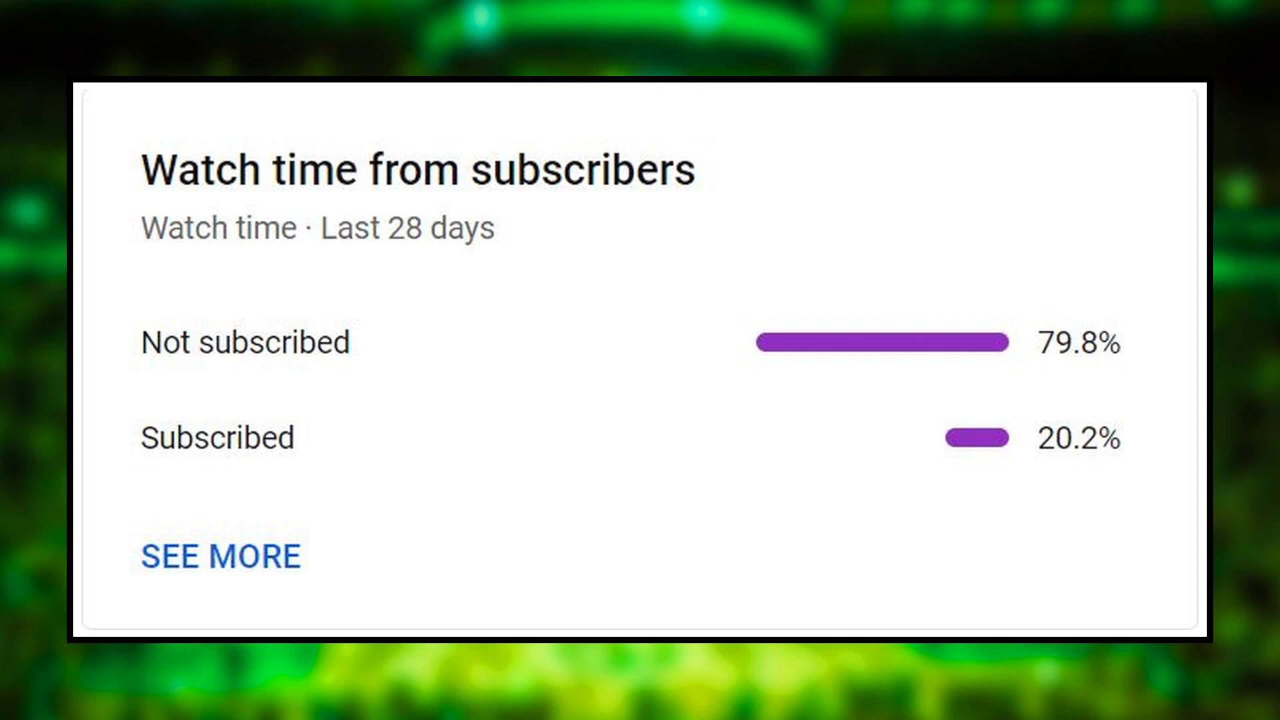 Watch time from subscribers
Watch time · Last 28 days
Not subscribed 79.8%
Subscribed 20.2%
SEE MORE